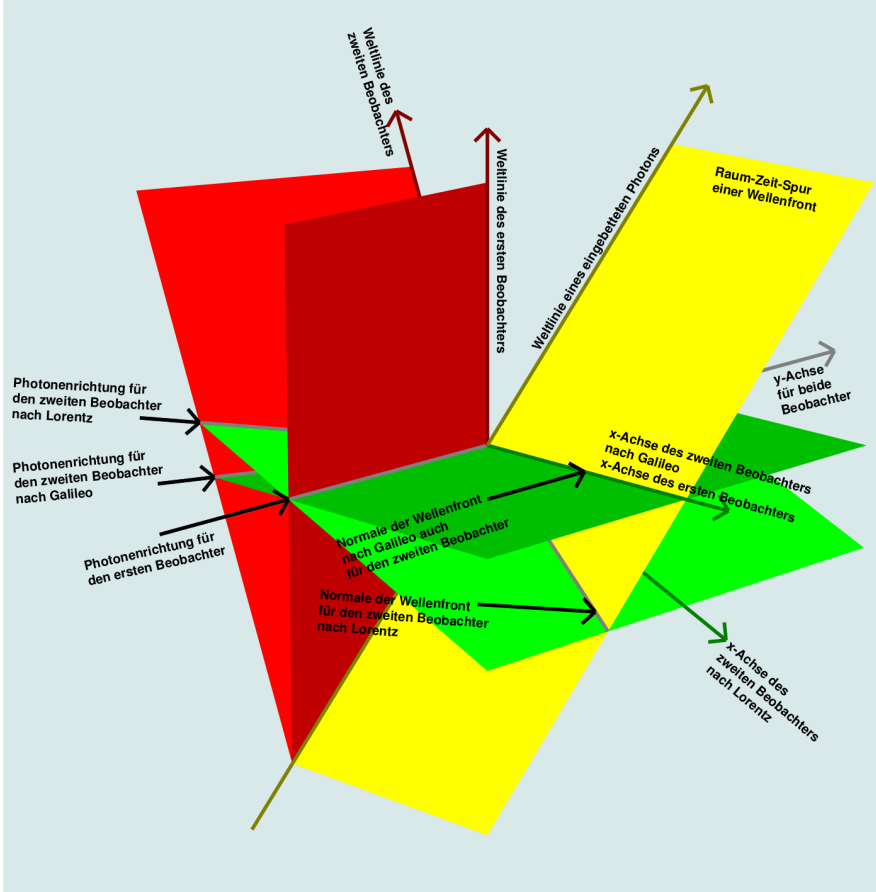 Weltlinie des
zweiten Beobachters
Weltlinie des ersten Beobachters
Weltlinie eines eingebetteten Photons
Raum-Zeit-Spur
einer Wellenfront
y-Achse
für beide
Beobachter
Photonenrichtung für
den zweiten Beobachter
nach Lorentz
Photonenrichtung für
den zweiten Beobachter
nach Galileo
Photonenrichtung für
den ersten Beobachter
x-Achse des zweiten Beobachters
nach Galileo
x-Achse des ersten Beobachters
Normale der Wellenfront
nach Galileo auch
für den zweiten Beobachter
Normale der Wellenfront
für den zweiten Beobachter
nach Lorentz
x-Achse des
zweiten Beobachters
nach Lorentz